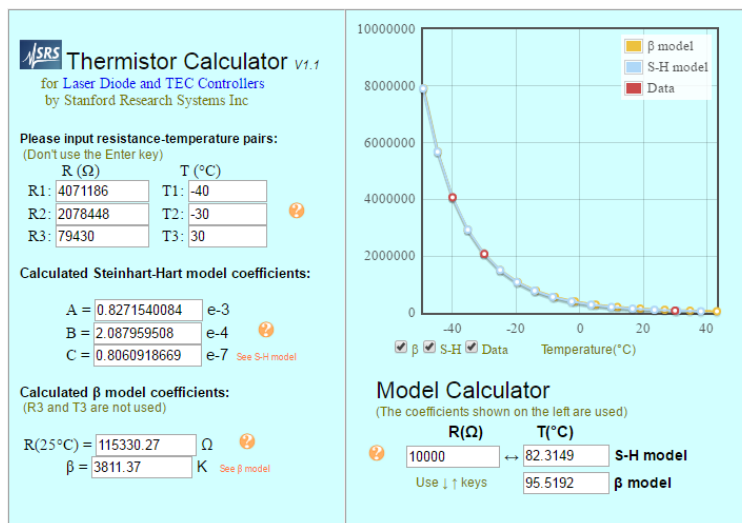 SRS Thermistor Calculator V1.1
for Laser Diode and TEC Controllers
by Stanford Research Systems Inc
Please input resistance-temperature pairs:
(Don't use the Enter key)
R (Ω) T (°C)
R1: 4071186 T1: -40
R2: 2078448 T2: -30
R3: 79430 T3: 30
?
Calculated Steinhart-Hart model coefficients:
A = 0.8271540084 e-3
B = 2.087959508 e-4 ?
C = 0.8060918669 e-7 See S-H model
Calculated β model coefficients:
(R3 and T3 are not used)
R(25°C) = 115330.27 Ω ?
β = 3811.37 K See β model
10000000
8000000
6000000
4000000
2000000
0
β model
S-H model
Data
-40 -20 0 20 40
β S-H Data Temperature(°C)
Model Calculator
(The coefficients shown on the left are used)
R(Ω) T(°C)
? 10000 ↔ 82.3149 S-H model
Use ↓↑ keys 95.5192 β model